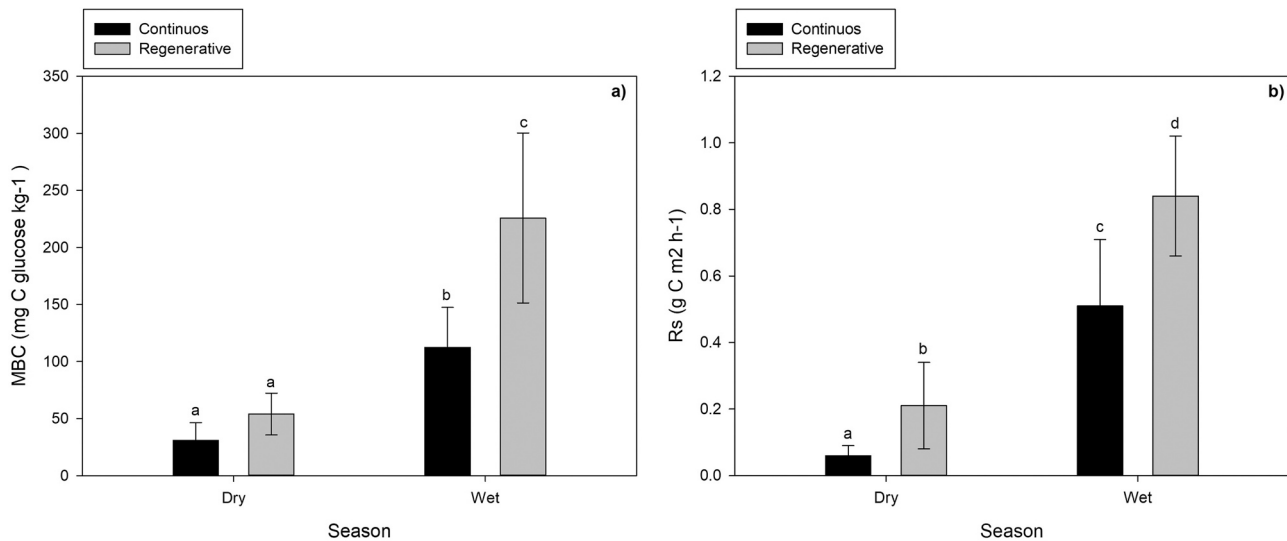 Continuos
Regenerative
a)
350
300
250
200
150
100
50
0
MBC (mg C glucose kg-1)
a
a
b
c
Dry
Wet
Season
Continuos
Regenerative
b)
1.2
1.0
0.8
0.6
0.4
0.2
0.0
Rs (g C m2 h-1)
a
b
c
d
Dry
Wet
Season